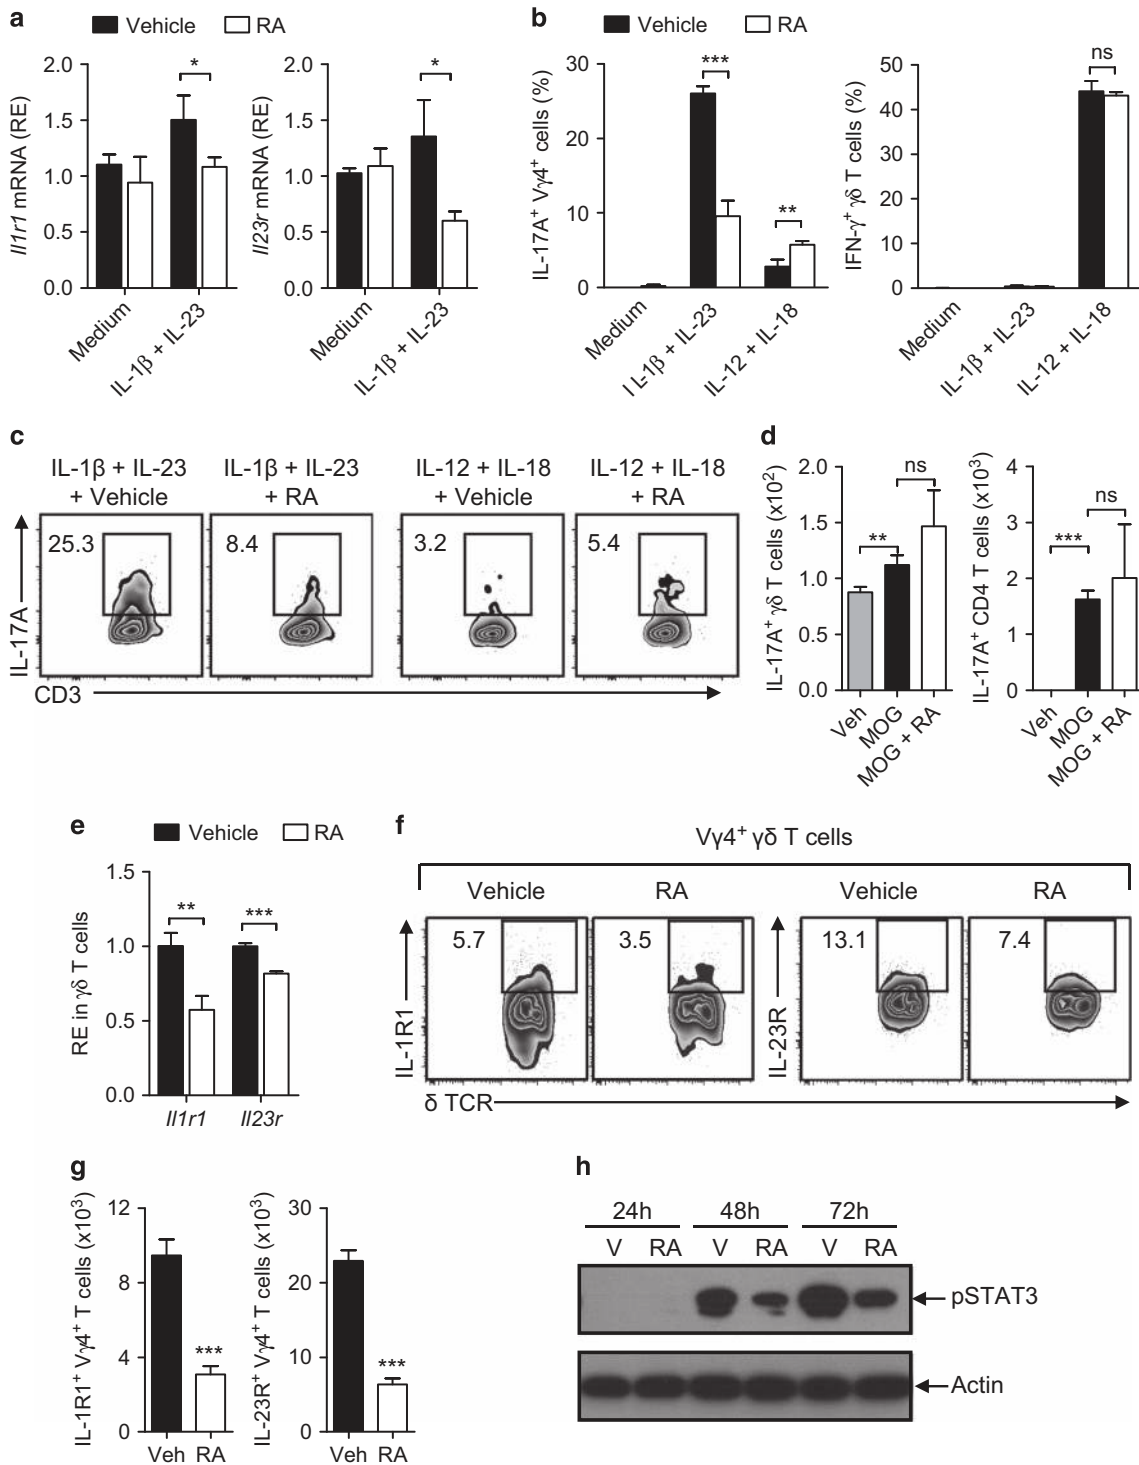 a
Vehicle RA
2.0
1.5
1.0
0.5
0.0
Il1r1 mRNA (RE)
*
Medium
IL-1β + IL-23
2.0
1.5
1.0
0.5
0.0
Il23r mRNA (RE)
*
Medium
IL-1β + IL-23
b
Vehicle RA
30
20
10
0
IL-17A+ Vγ4+ cells (%)
***
**
Medium
I L-1β + IL-23
IL-12 + IL-18
50
40
30
20
10
0
IFN-γ+ γδ T cells (%)
ns
Medium
IL-1β + IL-23
IL-12 + IL-18
c
IL-1β + IL-23
+ Vehicle
IL-1β + IL-23
+ RA
IL-12 + IL-18
+ Vehicle
IL-12 + IL-18
+ RA
25.3
8.4
3.2
5.4
IL-17A
CD3
d
2.0
1.5
1.0
0.5
0.0
IL-17A+ γδ T cells (x10²)
**
ns
Veh
MOG
MOG + RA
4
3
2
1
0
IL-17A+ CD4 T cells (x10³)
***
ns
Veh
MOG
MOG + RA
e
Vehicle RA
1.5
1.0
0.5
0.0
RE in γδ T cells
**
***
Il1r1 Il23r
f
Vγ4+ γδ T cells
Vehicle RA Vehicle RA
5.7
3.5
13.1
7.4
IL-1R1
IL-23R
δ TCR
g
12
8
4
0
IL-1R1+ Vγ4+ T cells (x10³)
***
Veh RA
30
20
10
0
IL-23R+ Vγ4+ T cells (x10³)
***
Veh RA
h
24h 48h 72h
V RA V RA V RA
pSTAT3
Actin